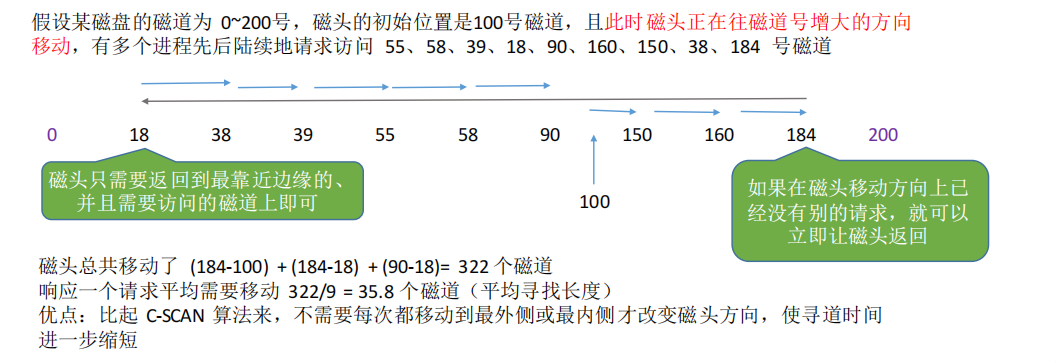 假设某磁盘的磁道为 0~200号，磁头的初始位置是100号磁道，且此时磁头正在往磁道号增大的方向
移动，有多个进程先后陆续地请求访问 55、58、39、18、90、160、150、38、184 号磁道
0 18 38 39 55 58 90 150 160 184 200
磁头只需要返回到最靠近边缘的、
并且需要访问的磁道上即可
100
如果在磁头移动方向上已
经没有别的请求，就可以
立即让磁头返回
磁头总共移动了 (184-100) + (184-18) + (90-18)= 322 个磁道
响应一个请求平均需要移动 322/9 = 35.8 个磁道（平均寻找长度）
优点：比起 C-SCAN 算法来，不需要每次都移动到最外侧或最内侧才改变磁头方向，使寻道时间
进一步缩短